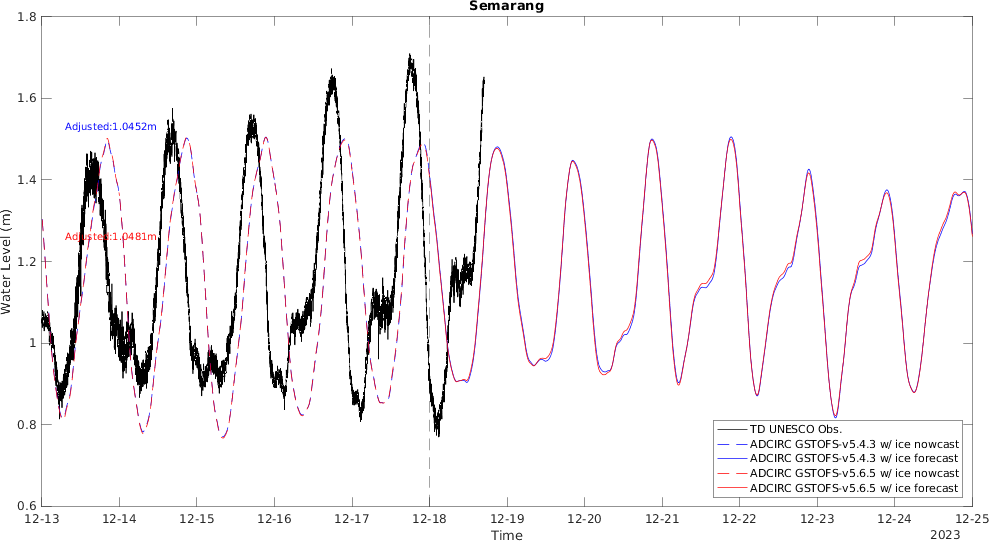 Semarang
1.8
1.6
1.4
1.2
1
0.8
0.6
Water Level (m)
Adjusted:1.0452m
Adjusted:1.0481m
TD UNESCO Obs.
ADCIRC GSTOFS-v5.4.3 w/ ice nowcast
ADCIRC GSTOFS-v5.4.3 w/ ice forecast
ADCIRC GSTOFS-v5.6.5 w/ ice nowcast
ADCIRC GSTOFS-v5.6.5 w/ ice forecast
12-13 12-14 12-15 12-16 12-17 12-18 12-19 12-20 12-21 12-22 12-23 12-24 12-25
Time
2023